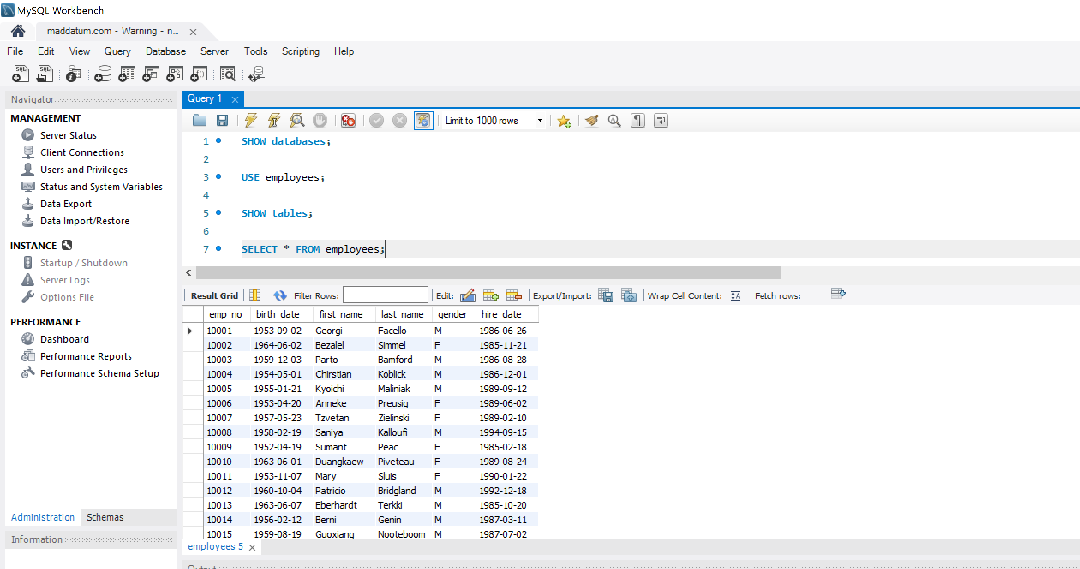 MySQL Workbench
maddatum.com - Warning - n... ×
File Edit View Query Database Server Tools Scripting Help
Navigator
MANAGEMENT
Server Status
Client Connections
Users and Privileges
Status and System Variables
Data Export
Data Import/Restore
INSTANCE
Startup / Shutdown
Server Logs
Options File
PERFORMANCE
Dashboard
Performance Reports
Performance Schema Setup
Administration Schemas
Information
Query 1 ×
Limit to 1000 rows
1 SHOW databases;
2
3 USE employees;
4
5 SHOW tables;
6
7 SELECT * FROM employees;
Result Grid Filter Rows: Edit: Export/Import: Wrap Cell Content: Fetch rows:
emp_no birth_date first_name last_name gender hire_date
10001 1953-09-02 Georgi Facello M 1986-06-26
10002 1964-06-02 Bezalel Simmel F 1985-11-21
10003 1959-12-03 Parto Bamford M 1986-08-28
10004 1954-05-01 Chirstian Koblick M 1986-12-01
10005 1955-01-21 Kyoichi Maliniak M 1989-09-12
10006 1953-04-20 Anneke Preusig F 1989-06-02
10007 1957-05-23 Tzvetan Zielinski F 1989-02-10
10008 1958-02-19 Saniya Kalloufi M 1994-09-15
10009 1952-04-19 Sumant Peac F 1985-02-18
10010 1963-06-01 Duangkaew Piveteau F 1989-08-24
10011 1953-11-07 Mary Sluis F 1990-01-22
10012 1960-10-04 Patricio Bridgland M 1992-12-18
10013 1963-06-07 Eberhardt Terkki M 1985-10-20
10014 1956-02-12 Berni Genin M 1987-03-11
10015 1959-08-19 Guoxiang Nooteboom M 1987-07-02
employees 5 ×
Output